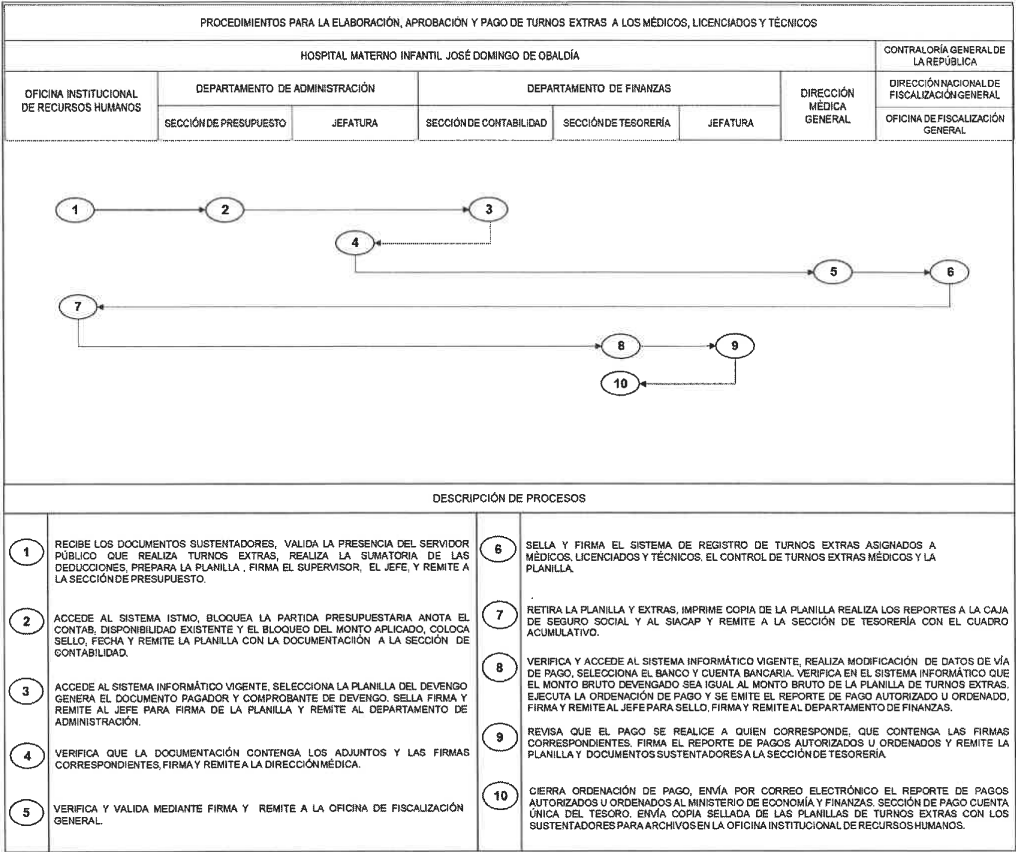 PROCEDIMIENTOS PARA LA ELABORACIÓN, APROBACIÓN Y PAGO DE TURNOS EXTRAS A LOS MÉDICOS, LICENCIADOS Y TÉCNICOS
HOSPITAL MATERNO INFANTIL JOSÉ DOMINGO DE OBALDÍA
CONTRALORÍA GENERAL DE
LA REPÚBLICA
OFICINA INSTITUCIONAL
DE RECURSOS HUMANOS
DEPARTAMENTO DE ADMINISTRACIÓN
DEPARTAMENTO DE FINANZAS
DIRECCIÓN
MÉDICA
GENERAL
DIRECCIÓN NACIONAL DE
FISCALIZACIÓN GENERAL
SECCIÓN DE PRESUPUESTO
JEFATURA
SECCIÓN DE CONTABILIDAD
SECCIÓN DE TESORERÍA
JEFATURA
OFICINA DE FISCALIZACIÓN
GENERAL
1
2
3
4
5
6
7
8
9
10
DESCRIPCIÓN DE PROCESOS
1
RECIBE LOS DOCUMENTOS SUSTENTADORES, VALIDA LA PRESENCIA DEL SERVIDOR
PÚBLICO QUE REALIZA TURNOS EXTRAS, REALIZA LA SUMATORIA DE LAS
DEDUCCIONES, PREPARA LA PLANILLA , FIRMA EL SUPERVISOR, EL JEFE, Y REMITE A
LA SECCIÓN DE PRESUPUESTO.
2
ACCEDE AL SISTEMA ISTMO, BLOQUEA LA PARTIDA PRESUPUESTARIA ANOTA EL
CONTAB, DISPONIBILIDAD EXISTENTE Y EL BLOQUEO DEL MONTO APLICADO, COLOCA
SELLO, FECHA Y REMITE LA PLANILLA CON LA DOCUMENTACIÓN A LA SECCIÓN DE
CONTABILIDAD.
3
ACCEDE AL SISTEMA INFORMÁTICO VIGENTE, SELECCIONA LA PLANILLA DEL DEVENGO
GENERA EL DOCUMENTO PAGADOR Y COMPROBANTE DE DEVENGO. SELLA FIRMA Y
REMITE AL JEFE PARA FIRMA DE LA PLANILLA Y REMITE AL DEPARTAMENTO DE
ADMINISTRACIÓN.
4
VERIFICA QUE LA DOCUMENTACIÓN CONTENGA LOS ADJUNTOS Y LAS FIRMAS
CORRESPONDIENTES, FIRMA Y REMITE A LA DIRECCIÓN MÉDICA.
5
VERIFICA Y VALIDA MEDIANTE FIRMA Y REMITE A LA OFICINA DE FISCALIZACIÓN
GENERAL.
6
SELLA Y FIRMA EL SISTEMA DE REGISTRO DE TURNOS EXTRAS ASIGNADOS A
MÉDICOS, LICENCIADOS Y TÉCNICOS, EL CONTROL DE TURNOS EXTRAS MÉDICOS Y LA
PLANILLA.
7
RETIRA LA PLANILLA Y EXTRAS, IMPRIME COPIA DE LA PLANILLA REALIZA LOS REPORTES A LA CAJA
DE SEGURO SOCIAL Y AL SIACAP Y REMITE A LA SECCIÓN DE TESORERÍA CON EL CUADRO
ACUMULATIVO.
8
VERIFICA Y ACCEDE AL SISTEMA INFORMÁTICO VIGENTE, REALIZA MODIFICACIÓN DE DATOS DE VÍA
DE PAGO, SELECCIONA EL BANCO Y CUENTA BANCARIA. VERIFICA EN EL SISTEMA INFORMÁTICO QUE
EL MONTO BRUTO DEVENGADO SEA IGUAL AL MONTO BRUTO DE LA PLANILLA DE TURNOS EXTRAS.
EJECUTA LA ORDENACIÓN DE PAGO Y SE EMITE EL REPORTE DE PAGO AUTORIZADO U ORDENADO,
FIRMA Y REMITE AL JEFE PARA SELLO, FIRMA Y REMITE AL DEPARTAMENTO DE FINANZAS.
9
REVISA QUE EL PAGO SE REALICE A QUIEN CORRESPONDE, QUE CONTENGA LAS FIRMAS
CORRESPONDIENTES. FIRMA EL REPORTE DE PAGOS AUTORIZADOS U ORDENADOS Y REMITE LA
PLANILLA Y DOCUMENTOS SUSTENTADORES A LA SECCIÓN DE TESORERÍA
10
CIERRA ORDENACIÓN DE PAGO, ENVÍA POR CORREO ELECTRÓNICO EL REPORTE DE PAGOS
AUTORIZADOS U ORDENADOS AL MINISTERIO DE ECONOMÍA Y FINANZAS. SECCIÓN DE PAGO CUENTA
ÚNICA DEL TESORO. ENVÍA COPIA SELLADA DE LAS PLANILLAS DE TURNOS EXTRAS CON LOS
SUSTENTADORES PARA ARCHIVOS EN LA OFICINA INSTITUCIONAL DE RECURSOS HUMANOS.